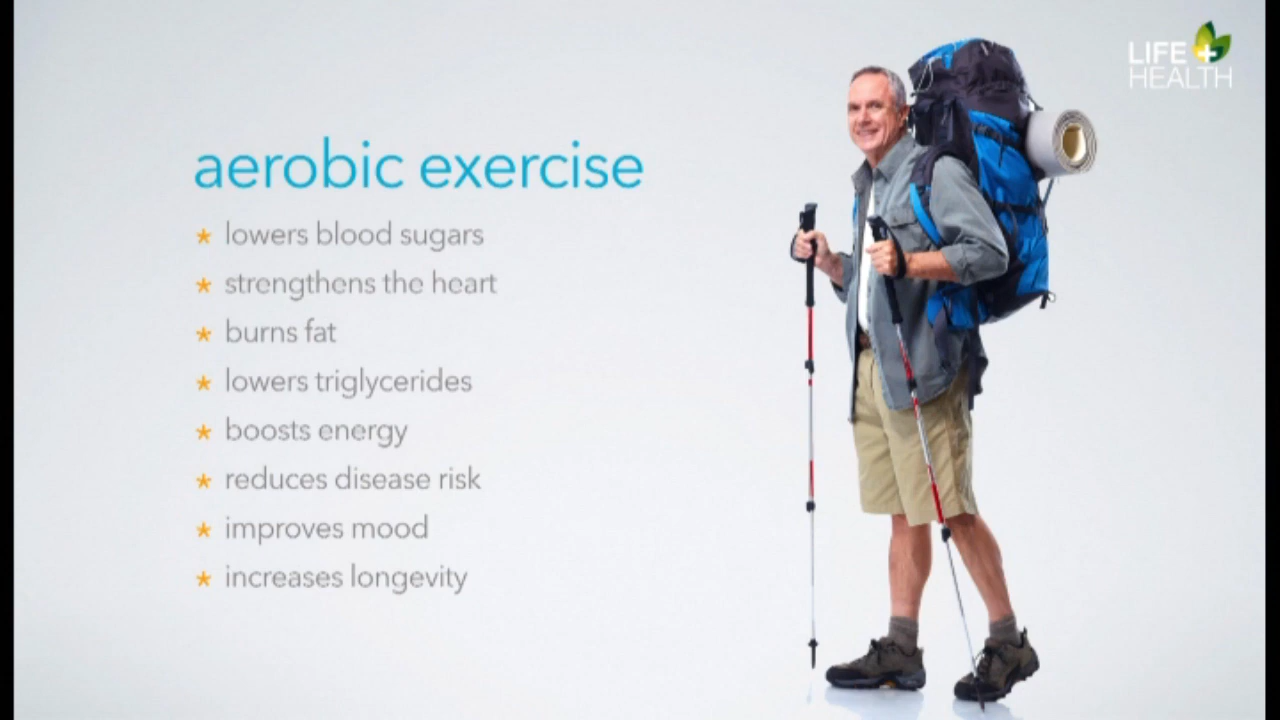 LIFE +
HEALTH
aerobic exercise
* lowers blood sugars
* strengthens the heart
* burns fat
* lowers triglycerides
* boosts energy
* reduces disease risk
* improves mood
* increases longevity